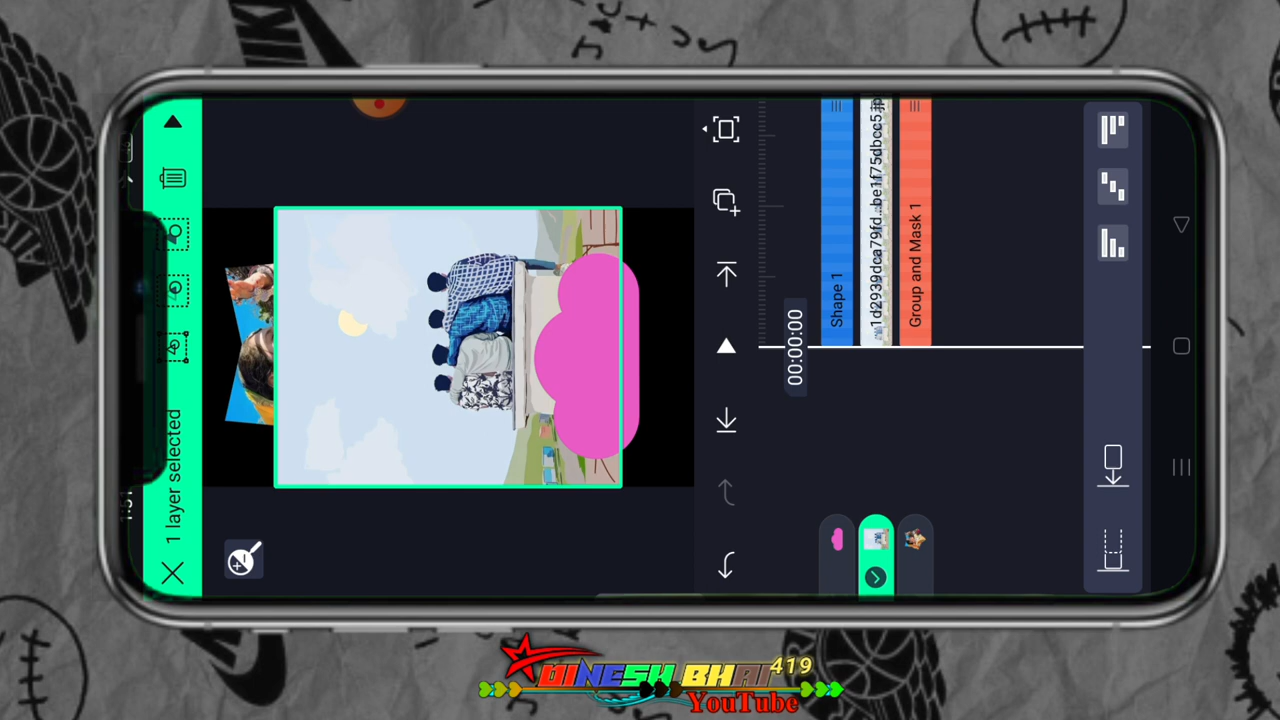 1 layer selected
00:00:00
Shape 1
1d2939dca79fd...be1f75dbcc5.jp
Group and Mask 1
DINESH BHAI 419
YouTube